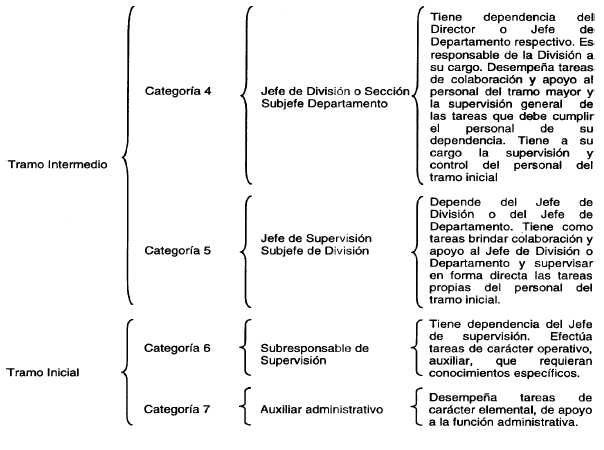 Tramo Intermedio
Categoría 4
Jefe de División o Sección
Subjefe Departamento
Tiene dependencia del
Director o Jefe de
Departamento respectivo. Es
responsable de la División a
su cargo. Desempeña tareas
de colaboración y apoyo al
personal del tramo mayor y
la supervisión general de
las tareas que debe cumplir
el personal de su
dependencia. Tiene a su
cargo la supervisión y
control del personal del
tramo inicial
Categoría 5
Jefe de Supervisión
Subjefe de División
Depende del Jefe de
División o del Jefe de
Departamento. Tiene como
tareas brindar colaboración y
apoyo al Jefe de División o
Departamento y supervisar
en forma directa las tareas
propias del personal del
tramo inicial.
Tramo Inicial
Categoría 6
Subresponsable de
Supervisión
Tiene dependencia del Jefe
de supervisión. Efectúa
tareas de carácter operativo,
auxiliar, que requieran
conocimientos específicos.
Categoría 7
Auxiliar administrativo
Desempeña tareas de
carácter elemental, de apoyo
a la función administrativa.